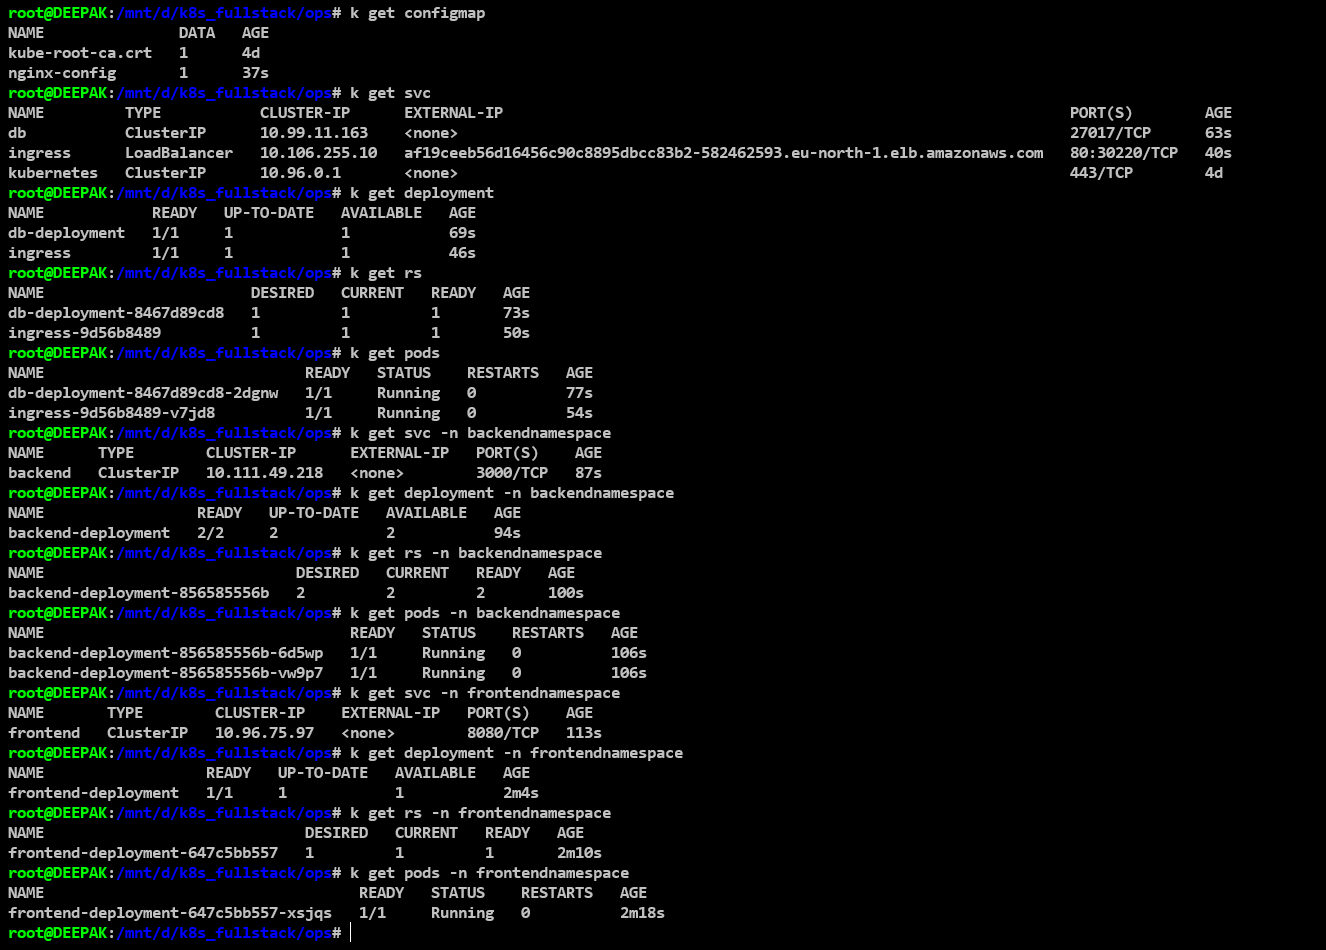 root@DEEPAK:/mnt/d/k8s_fullstack/ops# k get configmap
NAME               DATA   AGE
kube-root-ca.crt   1      4d
nginx-config       1      37s
root@DEEPAK:/mnt/d/k8s_fullstack/ops# k get svc
NAME         TYPE           CLUSTER-IP      EXTERNAL-IP                                                               PORT(S)        AGE
db           ClusterIP      10.99.11.163    <none>                                                                    27017/TCP      63s
ingress      LoadBalancer   10.106.255.10   af19ceeb56d16456c90c8895dbcc83b2-582462593.eu-north-1.elb.amazonaws.com   80:30220/TCP   40s
kubernetes   ClusterIP      10.96.0.1       <none>                                                                    443/TCP        4d
root@DEEPAK:/mnt/d/k8s_fullstack/ops# k get deployment
NAME            READY   UP-TO-DATE   AVAILABLE   AGE
db-deployment   1/1     1            1           69s
ingress         1/1     1            1           46s
root@DEEPAK:/mnt/d/k8s_fullstack/ops# k get rs
NAME                       DESIRED   CURRENT   READY   AGE
db-deployment-8467d89cd8   1         1         1       73s
ingress-9d56b8489          1         1         1       50s
root@DEEPAK:/mnt/d/k8s_fullstack/ops# k get pods
NAME                             READY   STATUS    RESTARTS   AGE
db-deployment-8467d89cd8-2dgnw   1/1     Running   0          77s
ingress-9d56b8489-v7jd8          1/1     Running   0          54s
root@DEEPAK:/mnt/d/k8s_fullstack/ops# k get svc -n backendnamespace
NAME      TYPE        CLUSTER-IP      EXTERNAL-IP   PORT(S)    AGE
backend   ClusterIP   10.111.49.218   <none>        3000/TCP   87s
root@DEEPAK:/mnt/d/k8s_fullstack/ops# k get deployment -n backendnamespace
NAME                 READY   UP-TO-DATE   AVAILABLE   AGE
backend-deployment   2/2     2            2           94s
root@DEEPAK:/mnt/d/k8s_fullstack/ops# k get rs -n backendnamespace
NAME                            DESIRED   CURRENT   READY   AGE
backend-deployment-856585556b   2         2         2       100s
root@DEEPAK:/mnt/d/k8s_fullstack/ops# k get pods -n backendnamespace
NAME                                  READY   STATUS    RESTARTS   AGE
backend-deployment-856585556b-6d5wp   1/1     Running   0          106s
backend-deployment-856585556b-vw9p7   1/1     Running   0          106s
root@DEEPAK:/mnt/d/k8s_fullstack/ops# k get svc -n frontendnamespace
NAME       TYPE        CLUSTER-IP    EXTERNAL-IP   PORT(S)    AGE
frontend   ClusterIP   10.96.75.97   <none>        8080/TCP   113s
root@DEEPAK:/mnt/d/k8s_fullstack/ops# k get deployment -n frontendnamespace
NAME                  READY   UP-TO-DATE   AVAILABLE   AGE
frontend-deployment   1/1     1            1           2m4s
root@DEEPAK:/mnt/d/k8s_fullstack/ops# k get rs -n frontendnamespace
NAME                             DESIRED   CURRENT   READY   AGE
frontend-deployment-647c5bb557   1         1         1       2m10s
root@DEEPAK:/mnt/d/k8s_fullstack/ops# k get pods -n frontendnamespace
NAME                                   READY   STATUS    RESTARTS   AGE
frontend-deployment-647c5bb557-xsjqs   1/1     Running   0          2m18s
root@DEEPAK:/mnt/d/k8s_fullstack/ops#